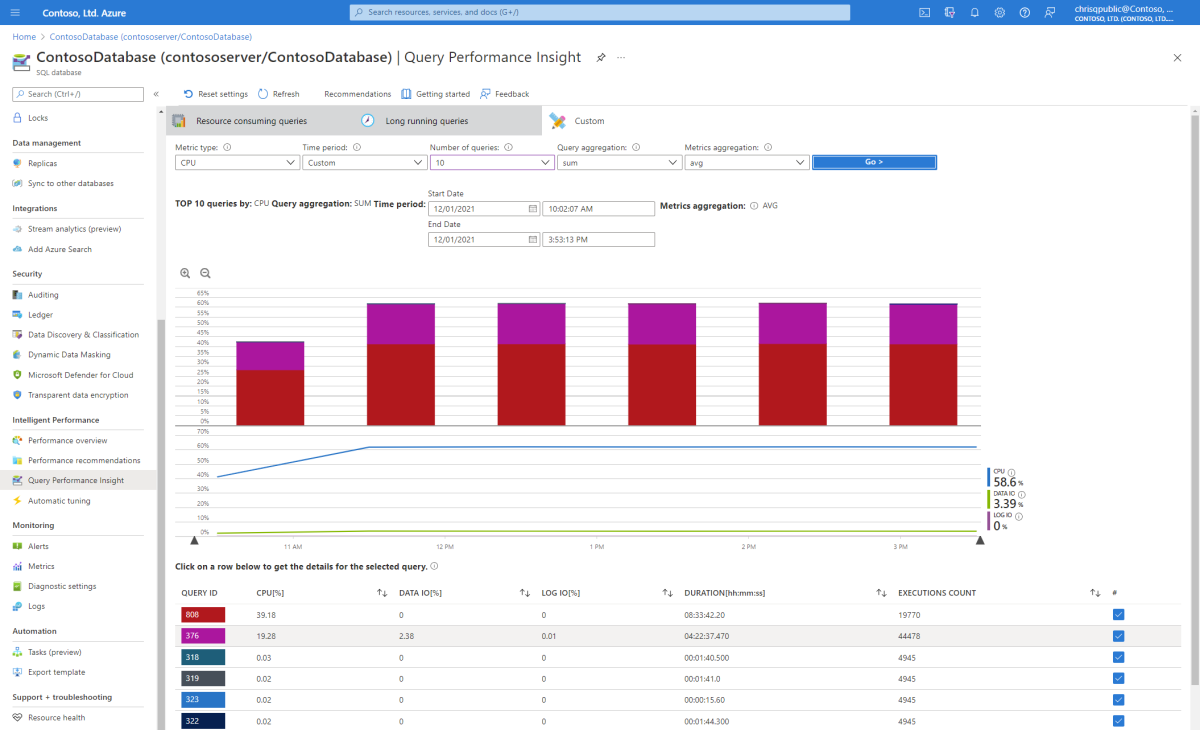 Contoso, Ltd. Azure
Search resources, services, and docs (G+/)
chrisqpublic@Contoso, ...
CONTOSO, LTD. (CONTOSO, LTD....
Home > ContosoDatabase (contososerver/ContosoDatabase)
ContosoDatabase (contososerver/ContosoDatabase) | Query Performance Insight ...
SQL database
Search (Ctrl+/)
«
Locks
Data management
Replicas
Sync to other databases
Integrations
Stream analytics (preview)
Add Azure Search
Security
Auditing
Ledger
Data Discovery & Classification
Dynamic Data Masking
Microsoft Defender for Cloud
Transparent data encryption
Intelligent Performance
Performance overview
Performance recommendations
Query Performance Insight
Automatic tuning
Monitoring
Alerts
Metrics
Diagnostic settings
Logs
Automation
Tasks (preview)
Export template
Support + troubleshooting
Resource health
Reset settings Refresh Recommendations Getting started Feedback
Resource consuming queries Long running queries Custom
Metric type: Time period: Number of queries: Query aggregation: Metrics aggregation:
CPU Custom 10 sum avg Go >
Start Date
TOP 10 queries by: CPU Query aggregation: SUM Time period: 12/01/2021 10:02:07 AM Metrics aggregation: AVG
End Date
12/01/2021 3:53:13 PM
65%
60%
55%
50%
45%
40%
35%
30%
25%
20%
15%
10%
5%
0%
70%
60%
50%
40%
30%
20%
10%
0%
11 AM 12 PM 1 PM 2 PM 3 PM
CPU
58.6 %
DATA IO
3.39 %
LOG IO
0 %
Click on a row below to get the details for the selected query.
QUERY ID CPU[%] DATA IO[%] LOG IO[%] DURATION[hh:mm:ss] EXECUTIONS COUNT #
808 39.18 0 0 08:33:42.20 19770
376 19.28 2.38 0.01 04:22:37.470 44478
318 0.03 0 0 00:01:40.500 4945
319 0.02 0 0 00:01:41.0 4945
323 0.02 0 0 00:00:15.60 4945
322 0.02 0 0 00:01:44.300 4945